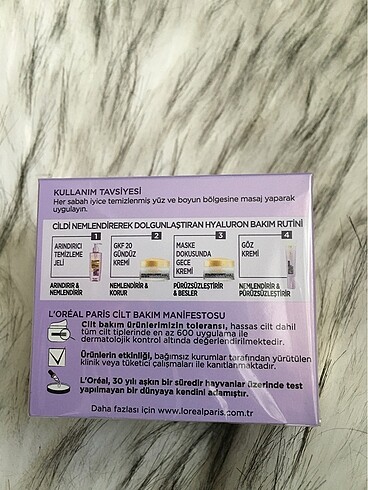 KULLANIM TAVSİYESİ
Her sabah iyice temizlenmiş yüz ve boyun bölgesine masaj yaparak
uygulayın.
CİLDİ NEMLENDİREREK DOLGUNLAŞTIRAN HYALURON BAKIM RUTİNİ
1
ARINDIRICI
TEMİZLEME
JELİ
ARINDIRIR &
NEMLENDİRİR
2
GKF 20
GÜNDÜZ
KREMİ
NEMLENDİRİR &
KORUR
3
MASKE
DOKUSUNDA
GECE
KREMİ
PÜRÜZSÜZLEŞTİRİR
& BESLER
4
GÖZ
KREMİ
NEMLENDİRİR &
PÜRÜZSÜZLEŞTİRİR
L'ORÉAL PARİS CİLT BAKIM MANİFESTOSU
Cilt bakım ürünlerimizin toleransı, hassas cilt dahil
tüm cilt tiplerinde en az 600 uygulama ile
dermatolojik kontrol altında değerlendirilmektedir.
Ürünlerin etkinliği, bağımsız kurumlar tarafından yürütülen
klinik veya tüketici çalışmaları ile kanıtlanmaktadır.
L'Oréal, 30 yılı aşkın bir süredir hayvanlar üzerinde test
yapılmayan bir dünyaya kendini adamıştır.
Daha fazlası için www.lorealparis.com.tr